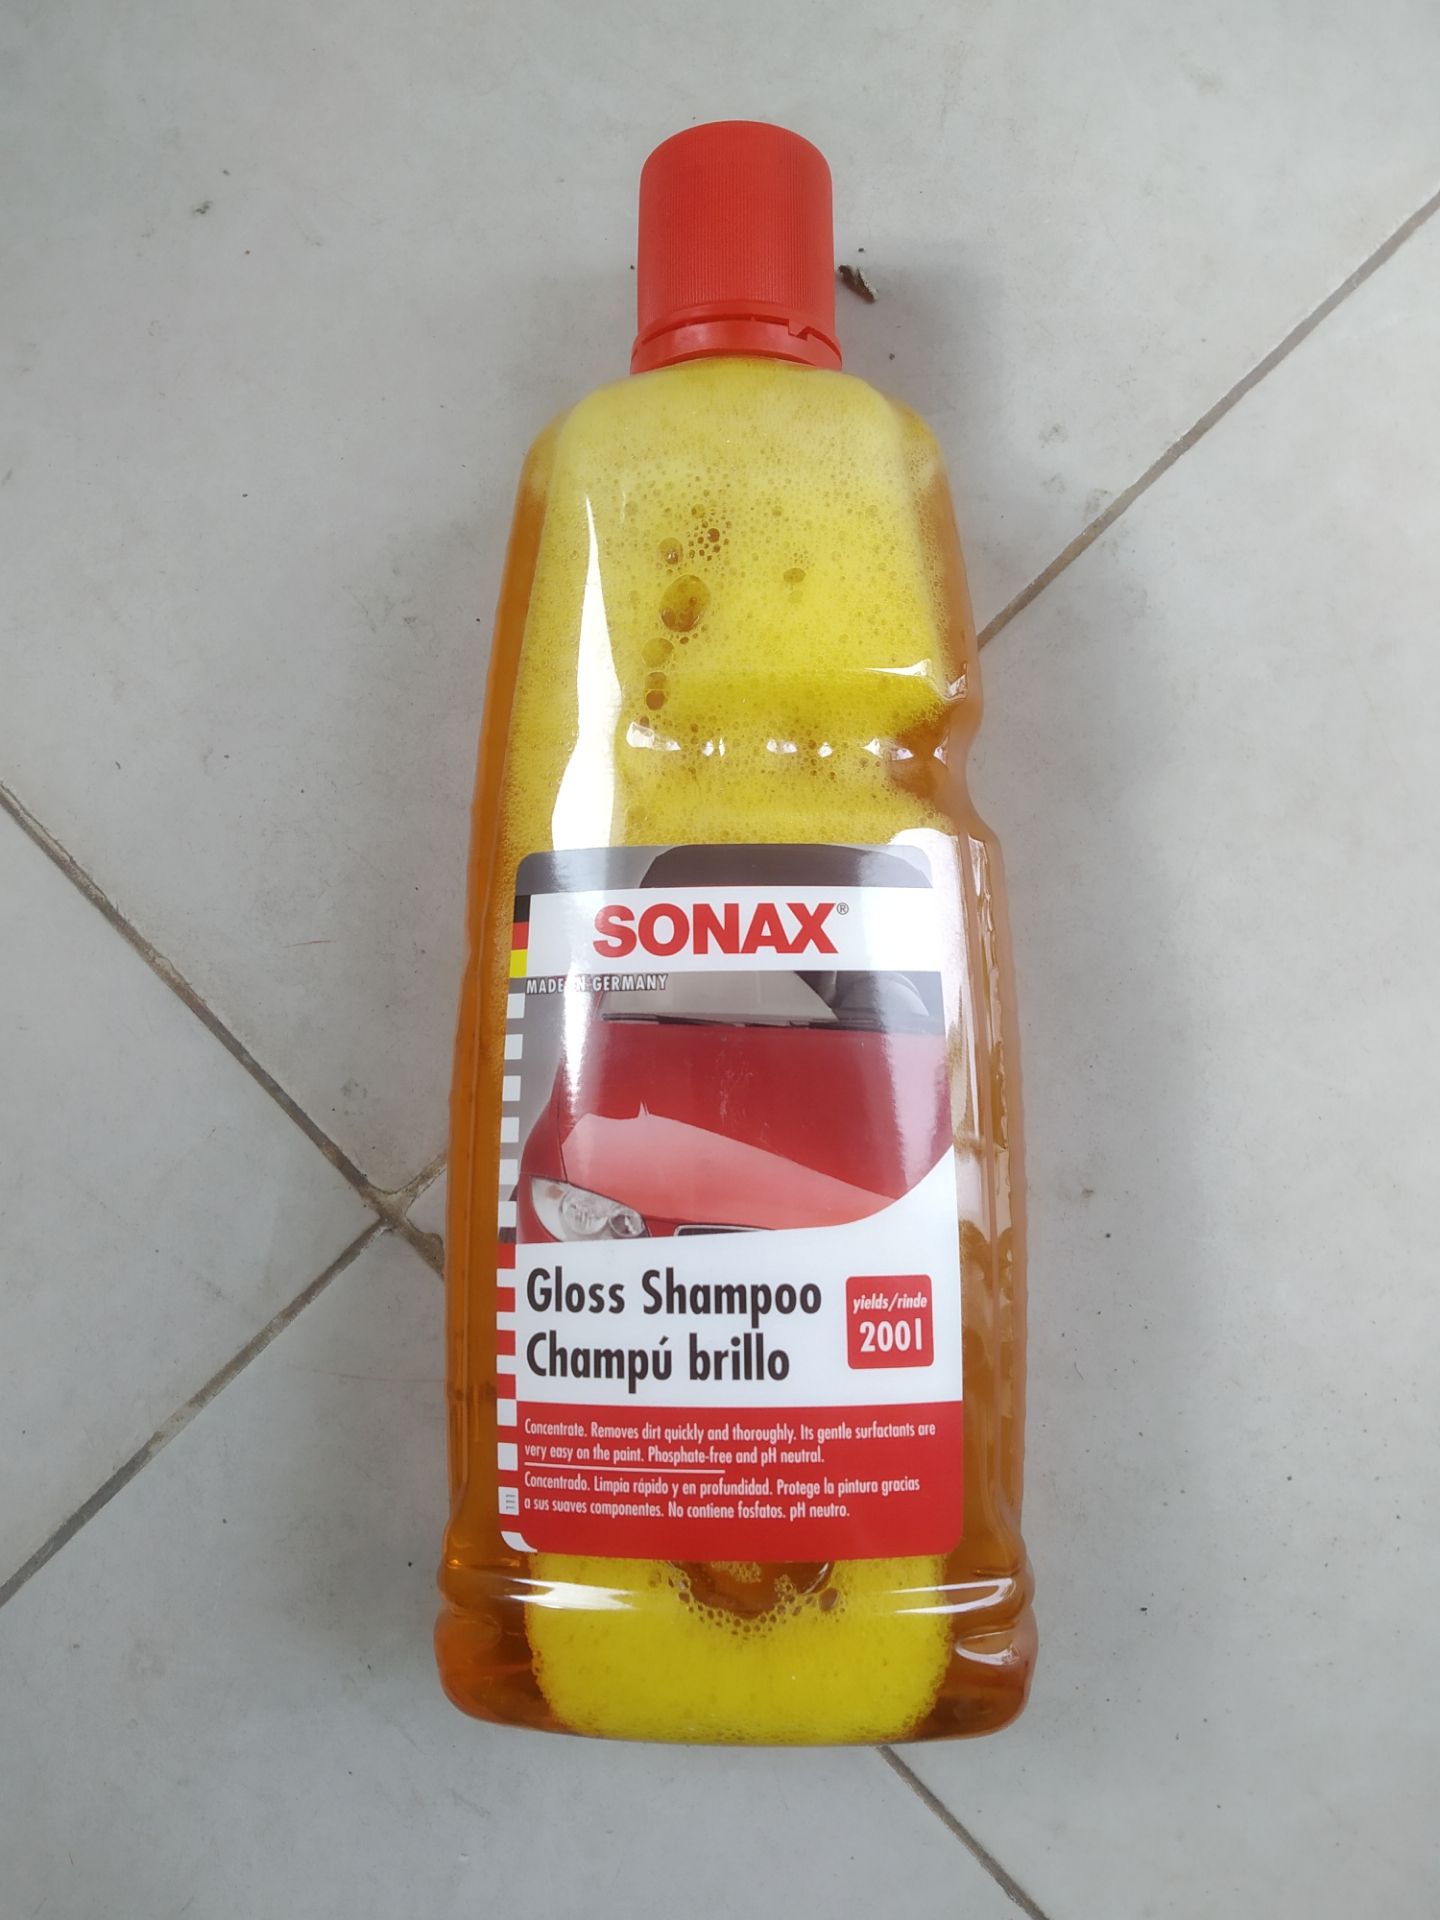 SONAX®
MADE IN GERMANY
Gloss Shampoo
Champú brillo
yields/rinde
200l
Concentrate. Removes dirt quickly and thoroughly. Its gentle surfactants are
very easy on the paint. Phosphate-free and pH neutral.
Concentrado. Limpia rápido y en profundidad. Protege la pintura gracias
a sus suaves componentes. No contiene fosfatos. pH neutro.
111